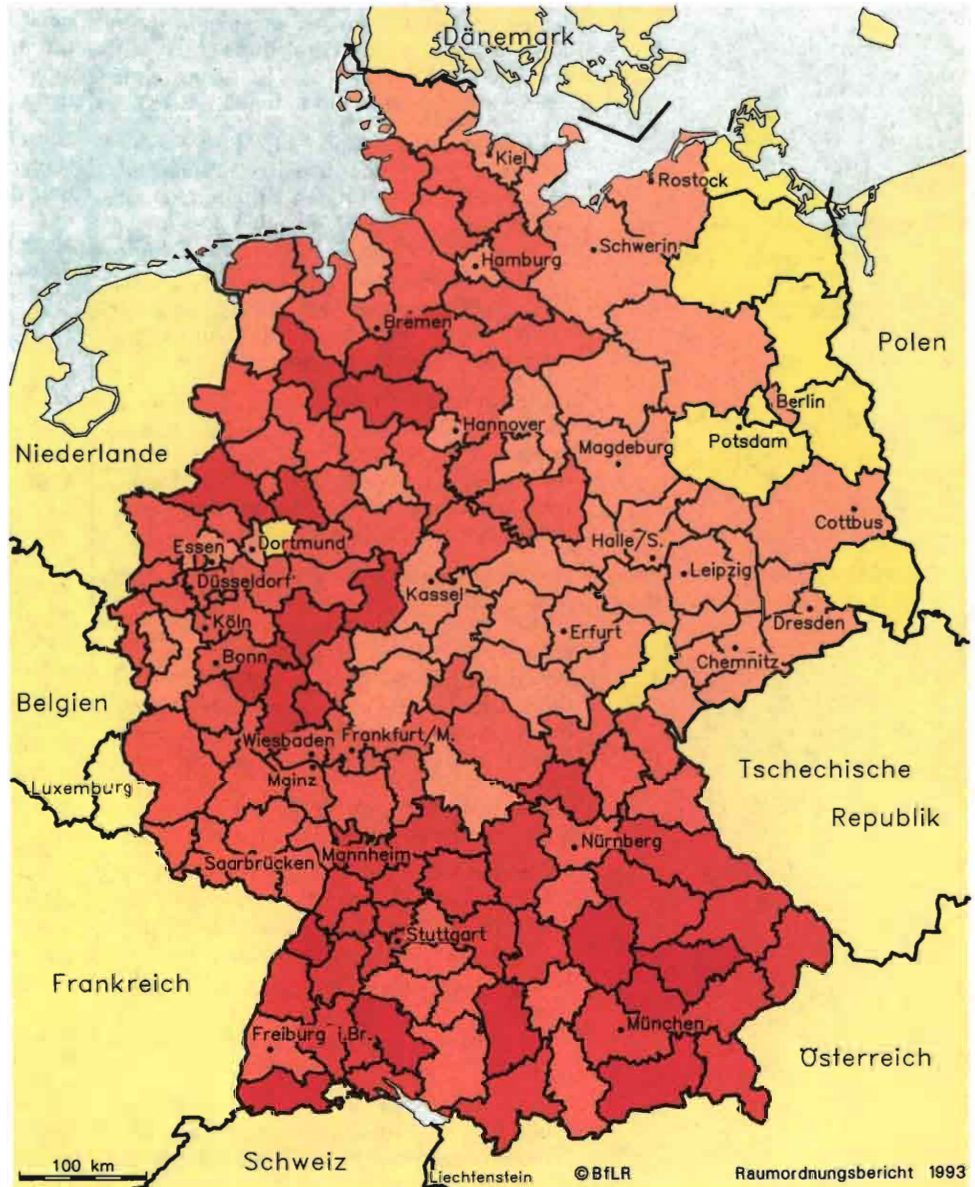 Dänemark
Kiel
Rostock
Schwerin
Hamburg
Bremen
Polen
Berlin
Hannover
Potsdam
Niederlande
Magdeburg
Cottbus
Essen
Dortmund
Halle/S.
Leipzig
Düsseldorf
Kassel
Dresden
Köln
Erfurt
Chemnitz
Bonn
Belgien
Wiesbaden
Frankfurt/M.
Tschechische
Republik
Luxemburg
Mainz
Nürnberg
Mannheim
Saarbrücken
Stuttgart
Frankreich
München
Freiburg i.Br.
Österreich
100 km
Schweiz
Liechtenstein
©BfLR
Raumordnungsbericht 1993